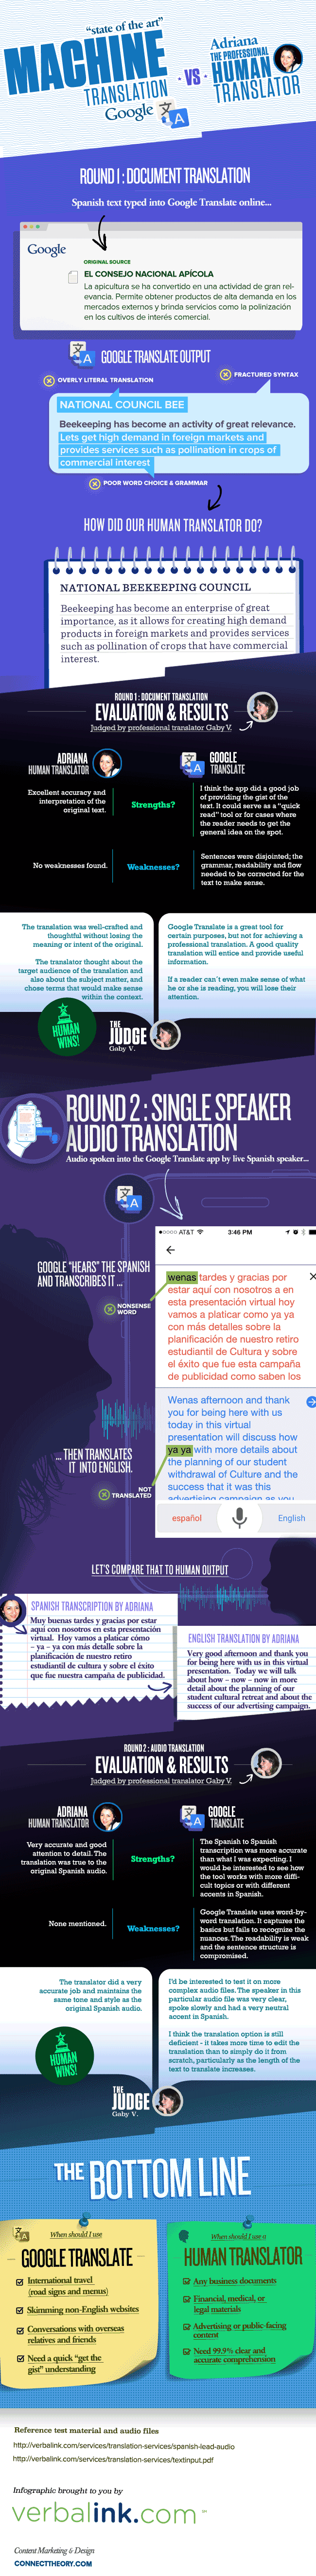 "state of the art"
MACHINE
TRANSLATION
Google
VS
Adriana
THE PROFESSIONAL
HUMAN
TRANSLATOR
ROUND 1: DOCUMENT TRANSLATION
Spanish text typed into Google Translate online...
Google
ORIGINAL SOURCE
EL CONSEJO NACIONAL APÍCOLA
La apicultura se ha convertido en una actividad de gran rel-
evancia. Permite obtener productos de alta demanda en los
mercados externos y brinda servicios como la polinización
en los cultivos de interés comercial.
GOOGLE TRANSLATE OUTPUT
OVERLY LITERAL TRANSLATION
FRACTURED SYNTAX
NATIONAL COUNCIL BEE
Beekeeping has become an activity of great relevance.
Lets get high demand in foreign markets and
provides services such as pollination in crops of
commercial interest
POOR WORD CHOICE & GRAMMAR
HOW DID OUR HUMAN TRANSLATOR DO?
NATIONAL BEEKEEPING COUNCIL
Beekeeping has become an enterprise of great
importance, as it allows for creating high demand
products in foreign markets and provides services
such as pollination of crops that have commercial
interest.
ROUND 1: DOCUMENT TRANSLATION
EVALUATION & RESULTS
Judged by professional translator Gaby V.
ADRIANA
HUMAN TRANSLATOR
GOOGLE
TRANSLATE
Excellent accuracy and
interpretation of the
original text.
Strengths?
I think the app did a good job
of providing the gist of the
text. It could serve as a "quick
read" tool or for cases where
the reader needs to get the
general idea on the spot.
No weaknesses found.
Weaknesses?
Sentences were disjointed; the
grammar, readability and flow
needed to be corrected for the
text to make sense.
The translation was well-crafted and
thoughtful without losing the
meaning or intent of the original.
The translator thought about the
target audience of the translation and
also about the subject matter, and
chose terms that would make sense
within the context.
Google Translate is a great tool for
certain purposes, but not for achieving a
professional translation. A good quality
translation will entice and provide useful
information.
If a reader can't even make sense of what
he or she is reading, you will lose their
attention.
HUMAN
WINS!
THE
JUDGE
Gaby V.
ROUND 2: SINGLE SPEAKER
AUDIO TRANSLATION
Audio spoken into the Google Translate app by live Spanish speaker...
AT&T 3:46 PM
GOOGLE "HEARS" THE SPANISH
AND TRANSCRIBES IT ...
NONSENSE
WORD
wenas tardes y gracias por
estar aquí con nosotros a en
esta presentación virtual hoy
vamos a platicar como ya ya
con más detalles sobre la
planificación de nuestro retiro
estudiantil de Cultura y sobre
el éxito que fue esta campaña
de publicidad como saben los
... THEN TRANSLATES
IT INTO ENGLISH.
NOT
TRANSLATED
Wenas afternoon and thank
you for being here with us
today in this virtual
presentation will discuss how
ya ya with more details about
the planning of our student
withdrawal of Culture and the
success that it was this
advertising campaign as you
español
English
LET'S COMPARE THAT TO HUMAN OUTPUT
SPANISH TRANSCRIPTION BY ADRIANA
Muy buenas tardes y gracias por estar
aquí con nosotros en esta presentación
virtual. Hoy vamos a platicar cómo
– ya – ya con más detalle sobre la
planificación de nuestro retiro
estudiantil de cultura y sobre el éxito
que fue nuestra campaña de publicidad.
ENGLISH TRANSLATION BY ADRIANA
Very good afternoon and thank you
for being here with us in this virtual
presentation. Today we will talk
about how – now – now in more
detail about the planning of our
student cultural retreat and about the
success of our advertising campaign.
ROUND 2: AUDIO TRANSLATION
EVALUATION & RESULTS
Judged by professional translator Gaby V.
ADRIANA
HUMAN TRANSLATOR
GOOGLE
TRANSLATE
Very accurate and good
attention to detail. The
translation was true to the
original Spanish audio.
Strengths?
The Spanish to Spanish
transcription was more accurate
than what I was expecting. I
would be interested to see how
the tool works with more diffi-
cult topics or with different
accents in Spanish.
None mentioned.
Weaknesses?
Google Translate uses word-by-
word translation. It captures the
basics but fails to recognize the
nuances. The readability is weak
and the sentence structure is
compromised.
The translator did a very
accurate job and maintains the
same tone and style as the
original Spanish audio.
I'd be interested to test it on more
complex audio files. The speaker in this
particular audio file was very clear,
spoke slowly and had a very neutral
accent in Spanish.
I think the translation option is still
deficient - it takes more time to edit the
translation than to simply do it from
scratch, particularly as the length of the
text to translate increases.
HUMAN
WINS!
THE
JUDGE
Gaby V.
THE BOTTOM LINE
When should I use
GOOGLE TRANSLATE
International travel
(road signs and menus)
Skimming non-English websites
Conversations with overseas
relatives and friends
Need a quick "get the
gist" understanding
When should I use a
HUMAN TRANSLATOR
Any business documents
Financial, medical, or
legal materials
Advertising or public-facing
content
Need 99.9% clear and
accurate comprehension
Reference test material and audio files
http://verbalink.com/services/translation-services/spanish-lead-audio
http://verbalink.com/services/translation-services/textinput.pdf
Infographic brought to you by
verbalink.com
Content Marketing & Design
CONNECTTHEORY.COM